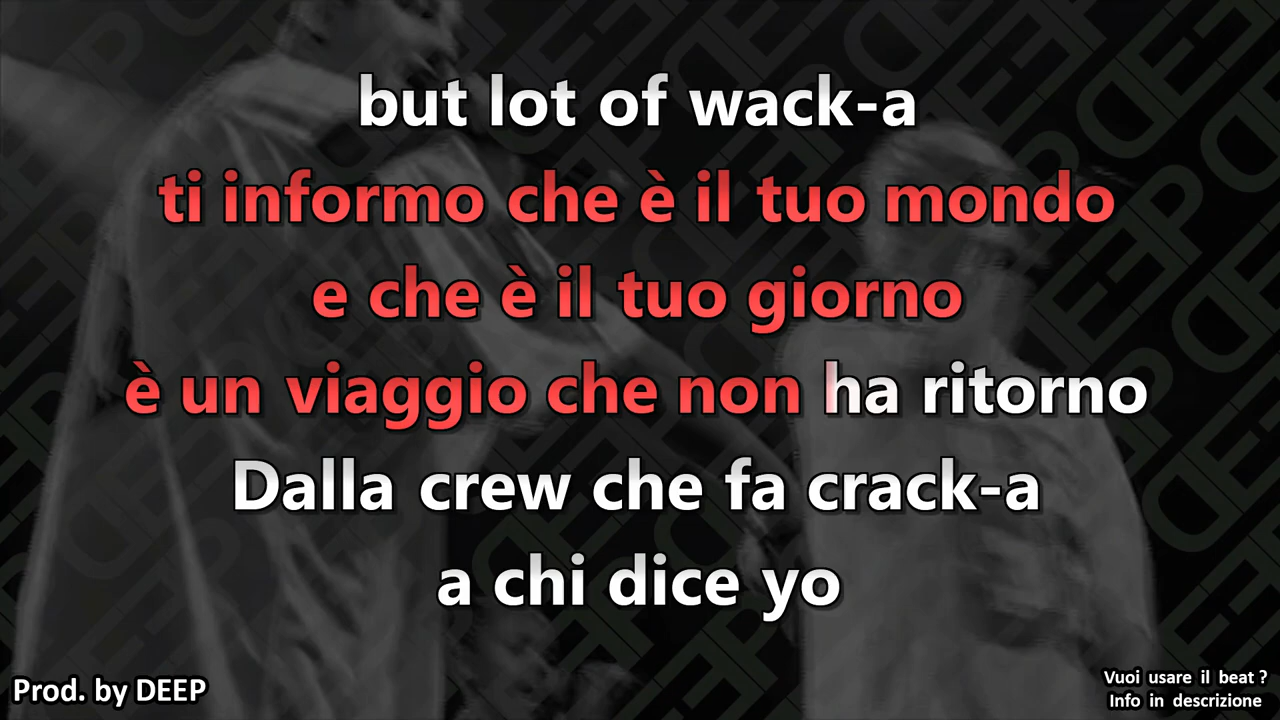 but lot of wack-a
ti informo che è il tuo mondo
e che è il tuo giorno
è un viaggio che non ha ritorno
Dalla crew che fa crack-a
a chi dice yo
Prod. by DEEP
Vuoi usare il beat ?
Info in descrizione